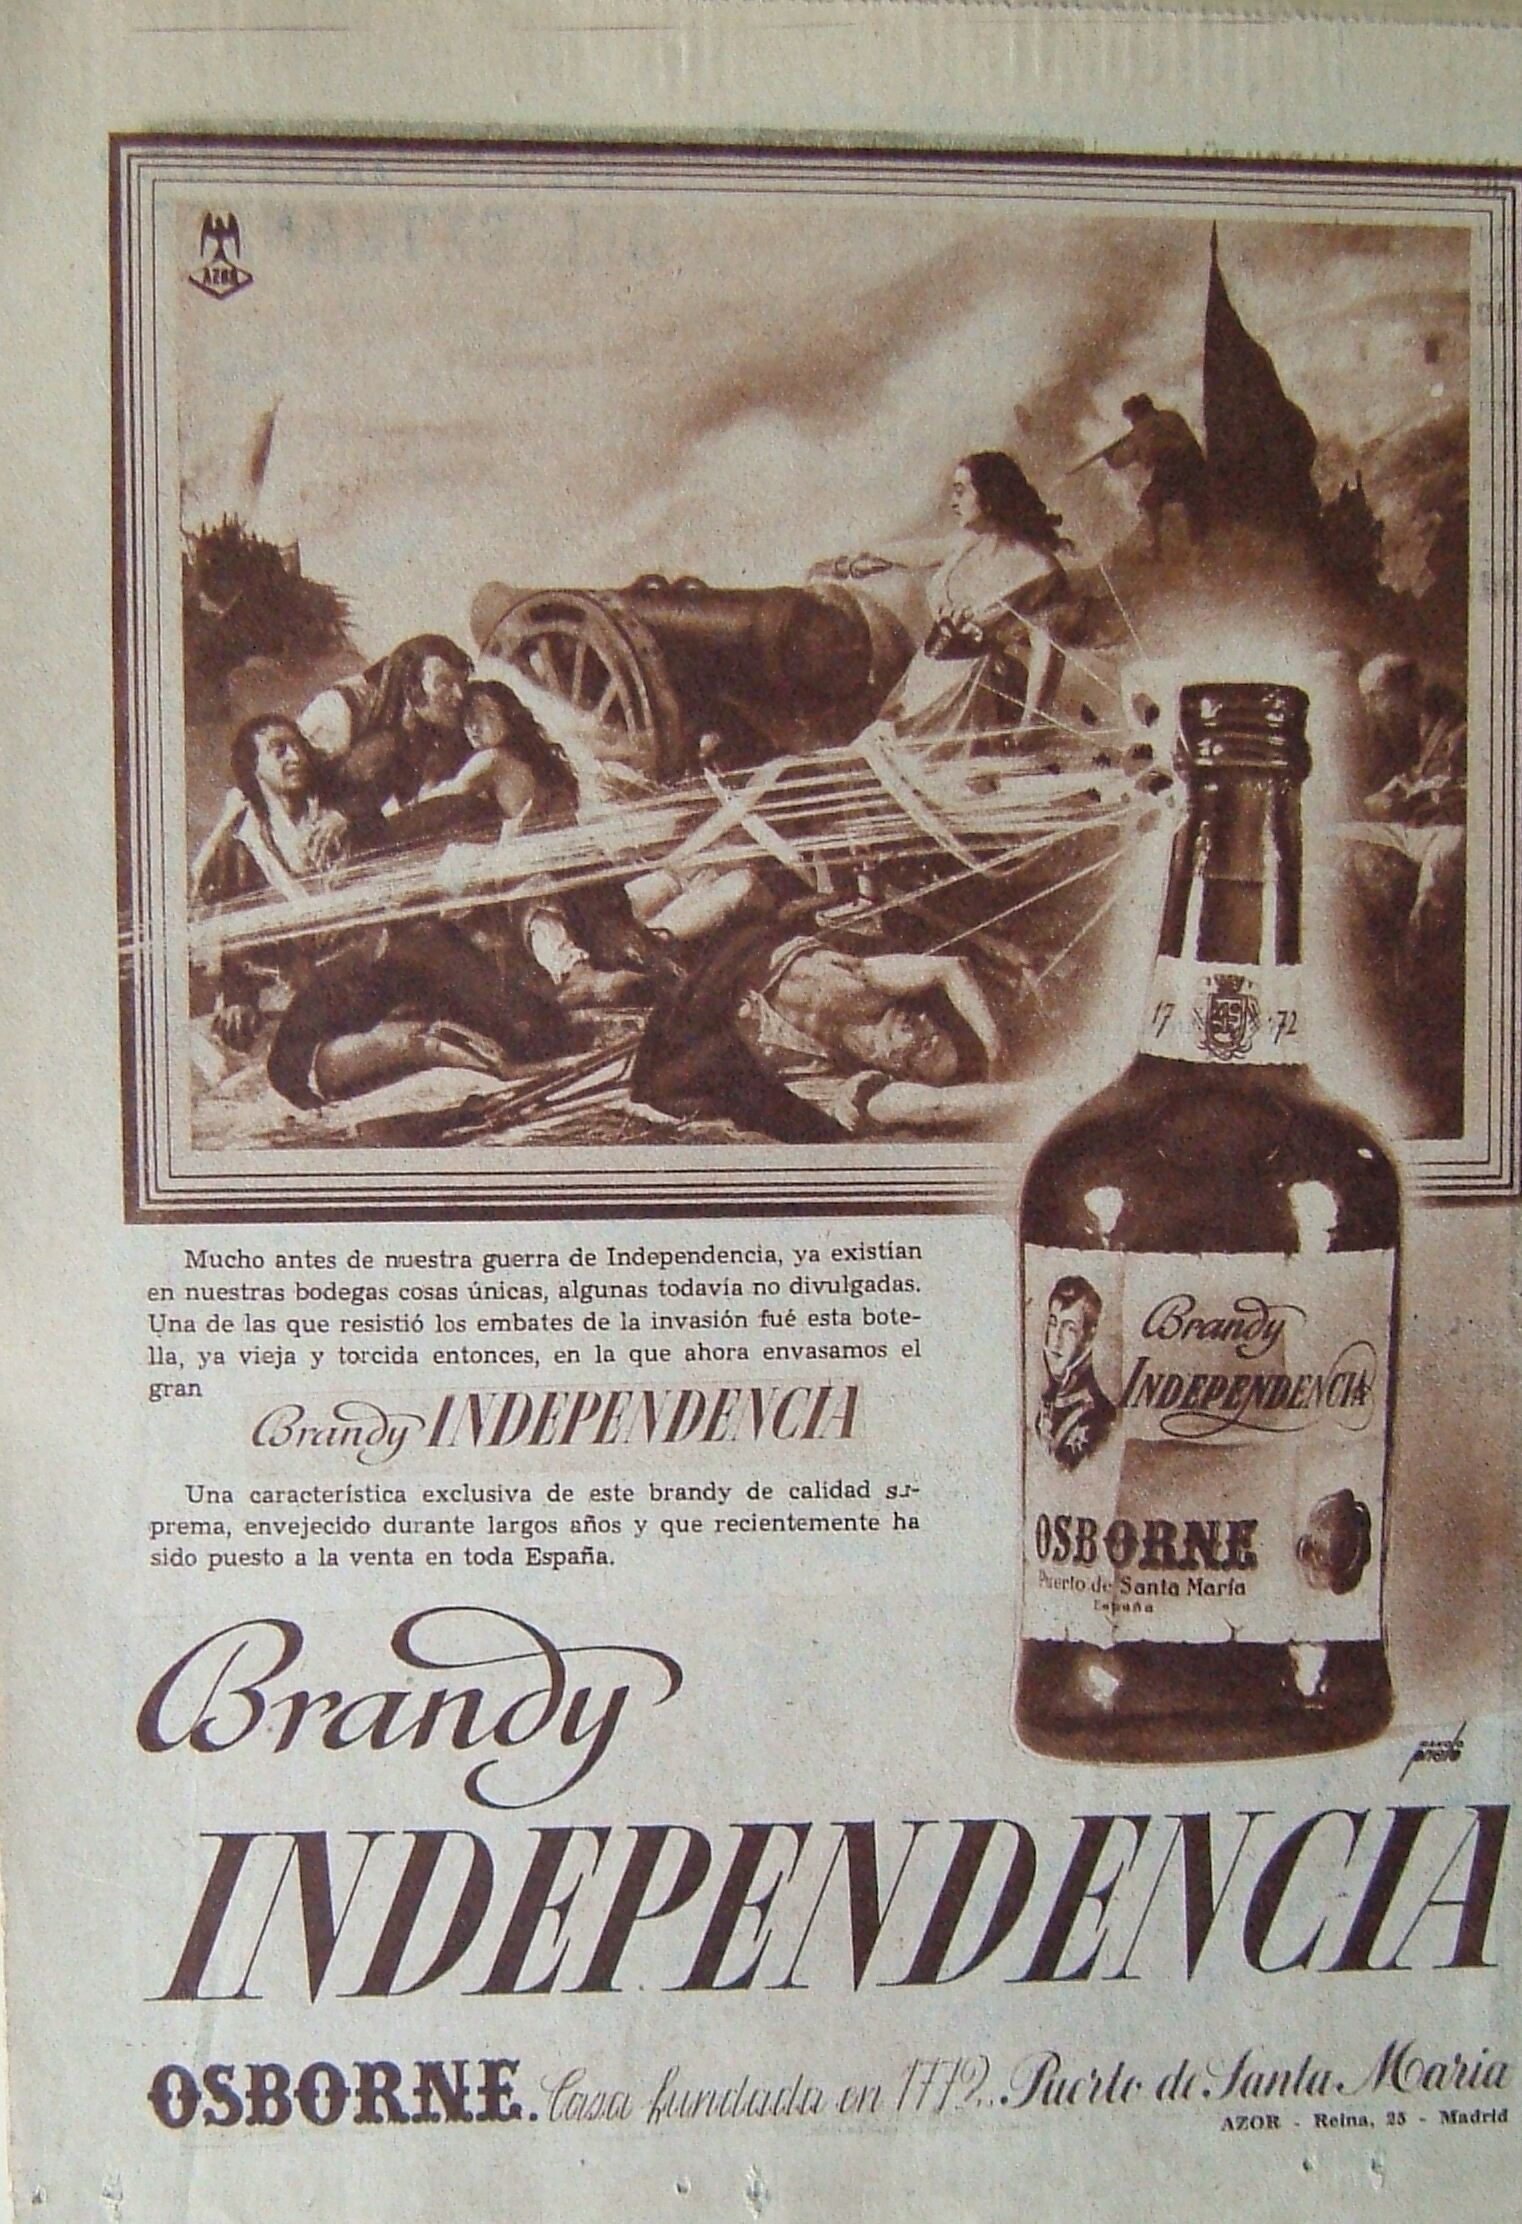 AZOR
17 72
Mucho antes de nuestra guerra de Independencia, ya existían
en nuestras bodegas cosas únicas, algunas todavía no divulgadas.
Una de las que resistió los embates de la invasión fué esta bote-
lla, ya vieja y torcida entonces, en la que ahora envasamos el
gran
Brandy INDEPENDENCIA
Una característica exclusiva de este brandy de calidad su-
prema, envejecido durante largos años y que recientemente ha
sido puesto a la venta en toda España.
Brandy
INDEPENDENCIA
OSBORNE
Puerto de Santa María
España
Brandy
INDEPENDENCIA
OSBORNE. Casa fundada en 1772. Puerto de Santa María
AZOR - Reina, 25 - Madrid